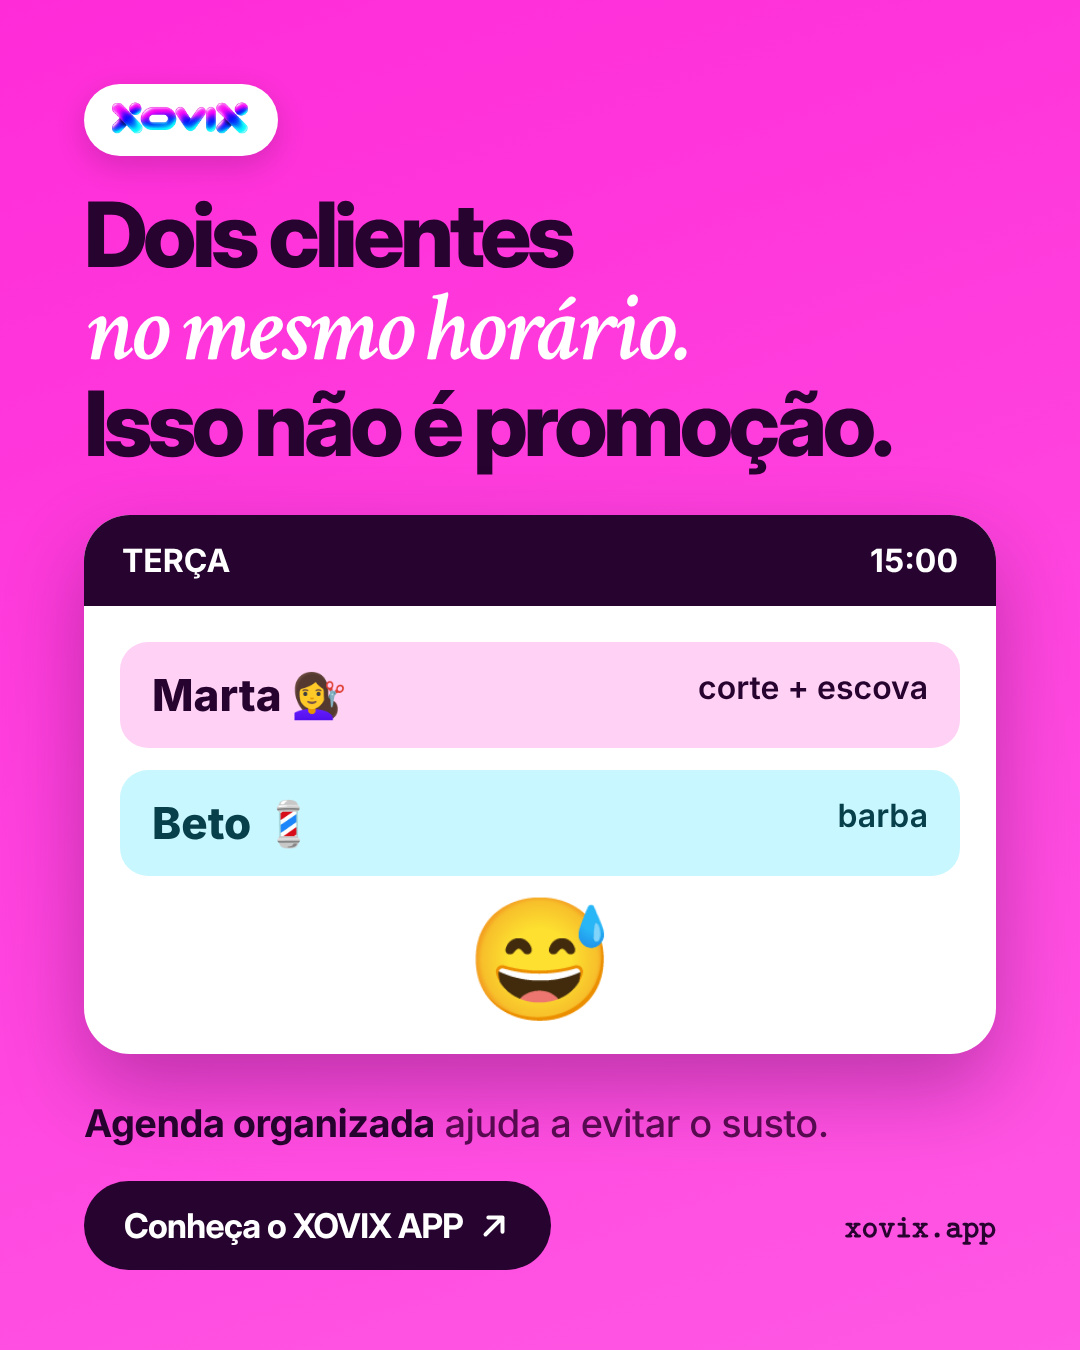 XOVIX
Dois clientes
no mesmo horário.
Isso não é promoção.
TERÇA 15:00
Marta 💇‍♀️ corte + escova
Beto 💈 barba
😅
Agenda organizada ajuda a evitar o susto.
Conheça o XOVIX APP ↗
xovix.app